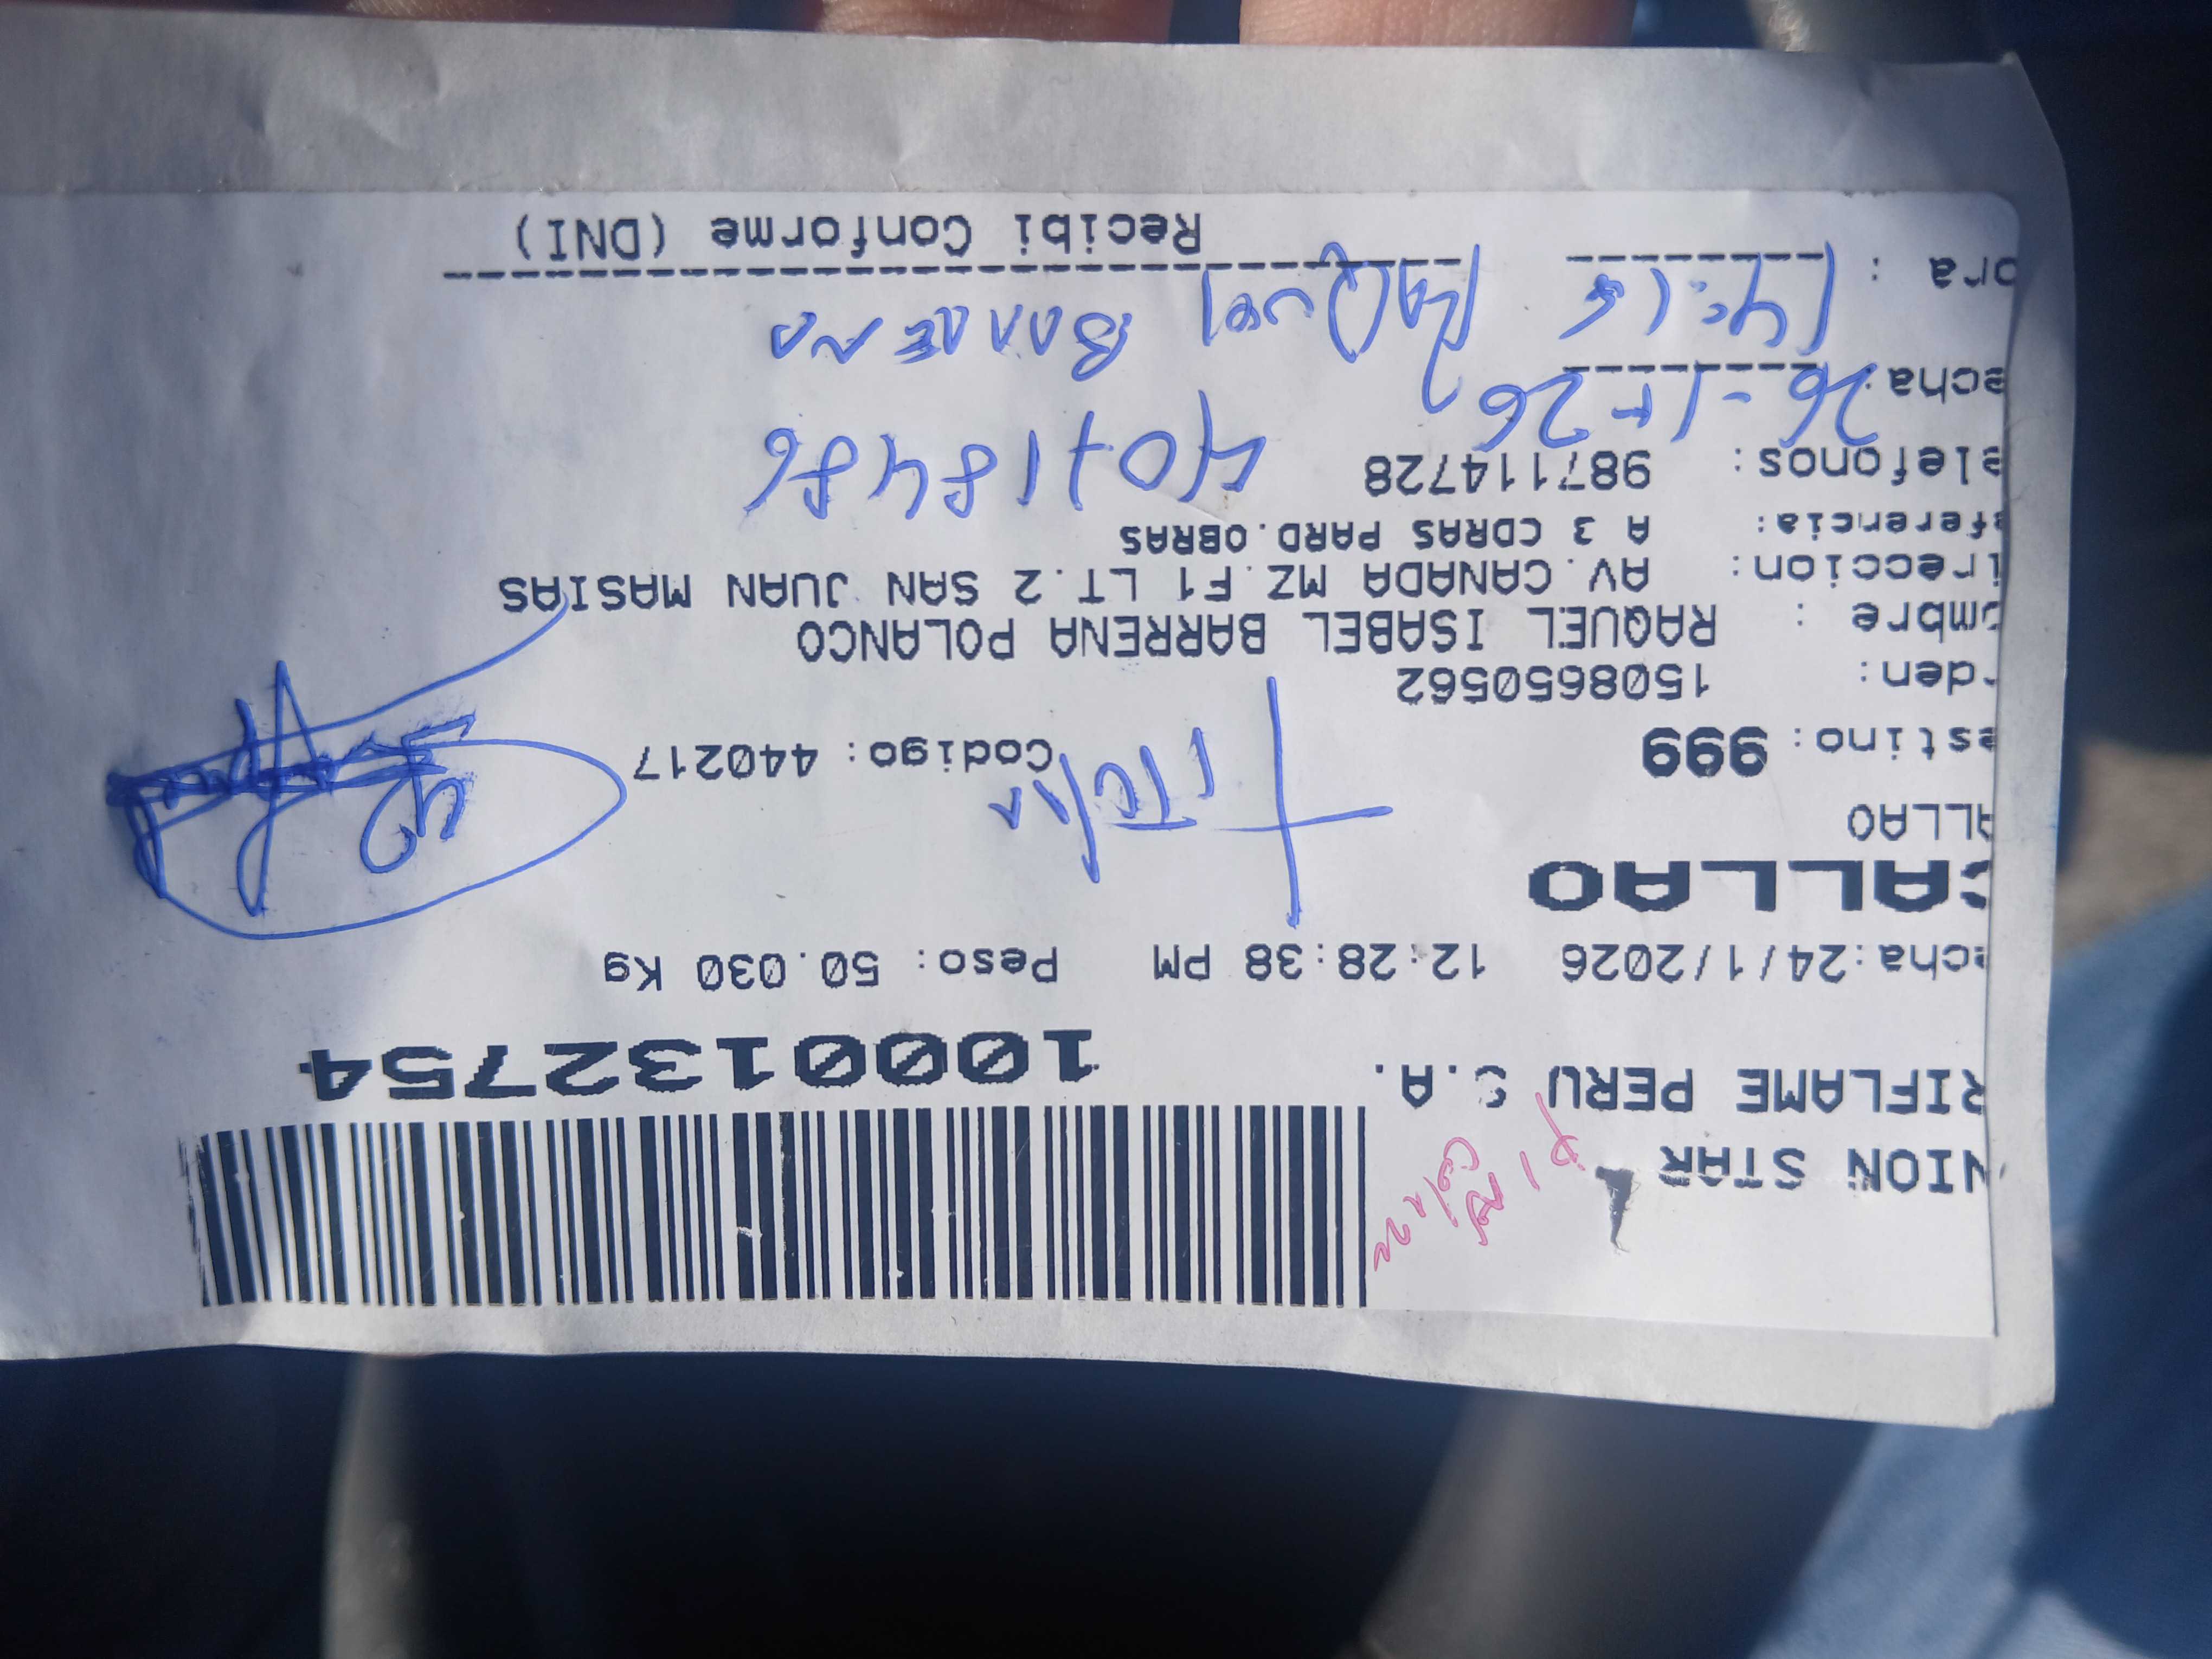 NION STAR
RIFLAME PERU S.A.
1000132754
cha:24/1/2026 12:28:38 PM Peso: 50.030 Kg
CALLAO
ALLAO
estino: 999 Codigo: 440217
rden: 1508650562
ombre : RAQUEL ISABEL BARRENA POLANCO
ireccion: AV.CANADA MZ.F1 LT.2 SAN JUAN MASIAS
eferencia: A 3 CDRAS PARD.OBRAS
elefonos: 987114728
echa: 26-1-26
ora : Raquel Barrena
Recibi Conforme (DNI)